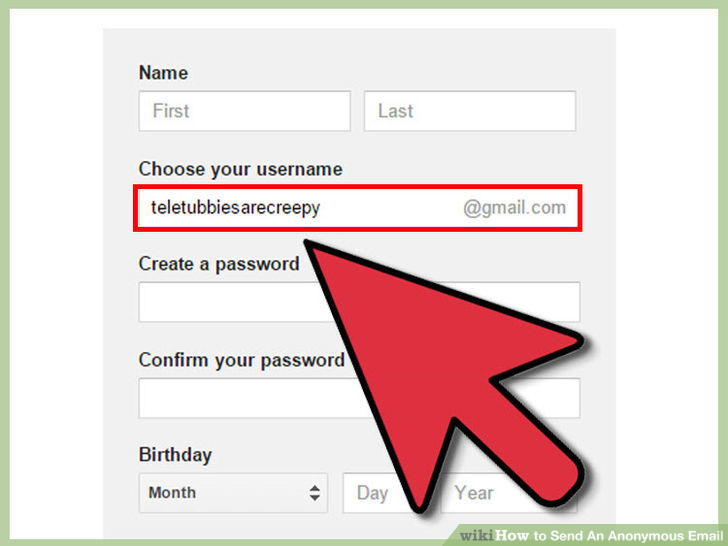 Name
First Last
Choose your username
teletubbiesarecreepy @gmail.com
Create a password
Confirm your password
Birthday
Month Day Year
wikiHow to Send An Anonymous Email